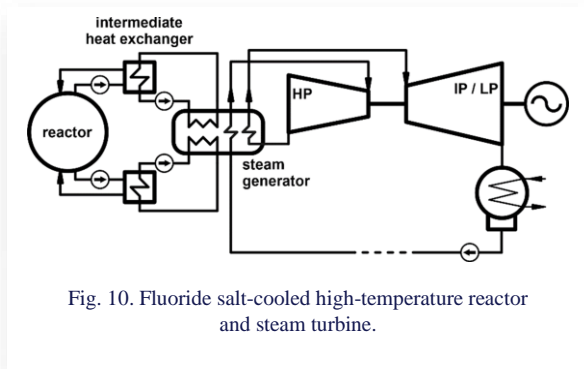 intermediate
heat exchanger
HP
IP / LP
reactor
steam
generator
Fig. 10. Fluoride salt-cooled high-temperature reactor
and steam turbine.